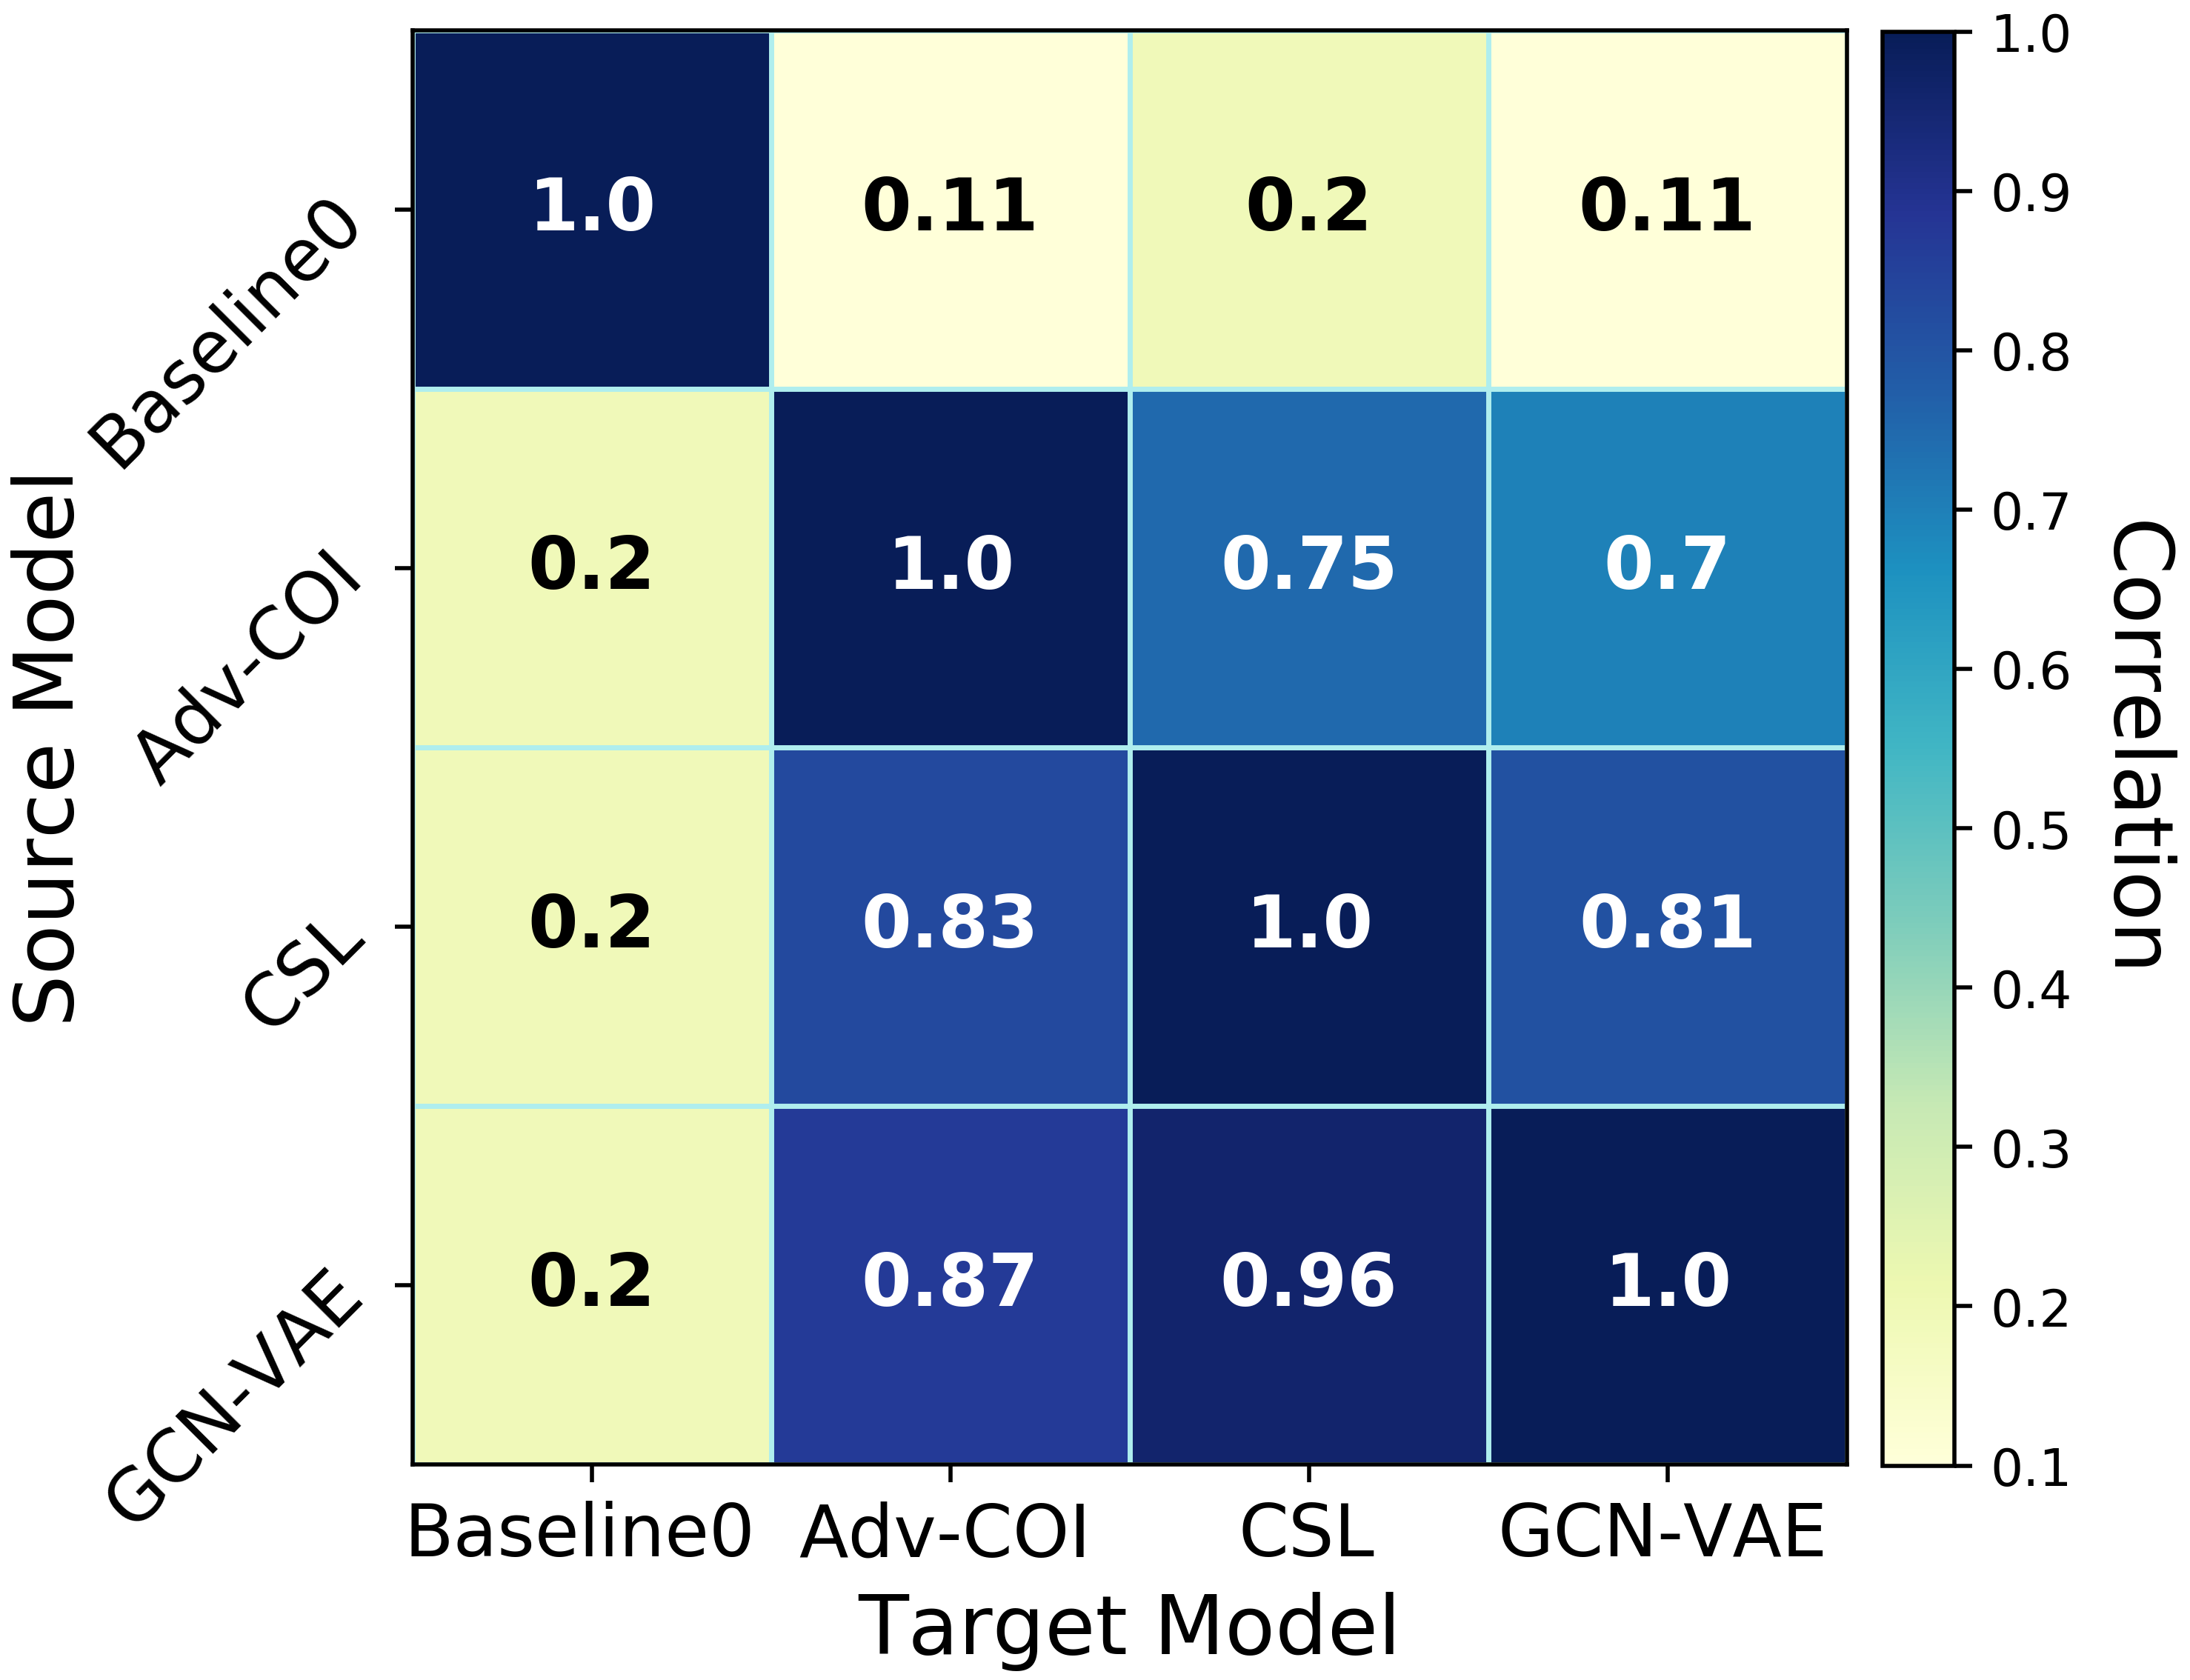 Source Model
Baseline0 1.0 0.11 0.2 0.11
Adv-COI 0.2 1.0 0.75 0.7
CSL 0.2 0.83 1.0 0.81
GCN-VAE 0.2 0.87 0.96 1.0
Baseline0 Adv-COI CSL GCN-VAE
Target Model
1.0
0.9
0.8
0.7
0.6
0.5
0.4
0.3
0.2
0.1
Correlation